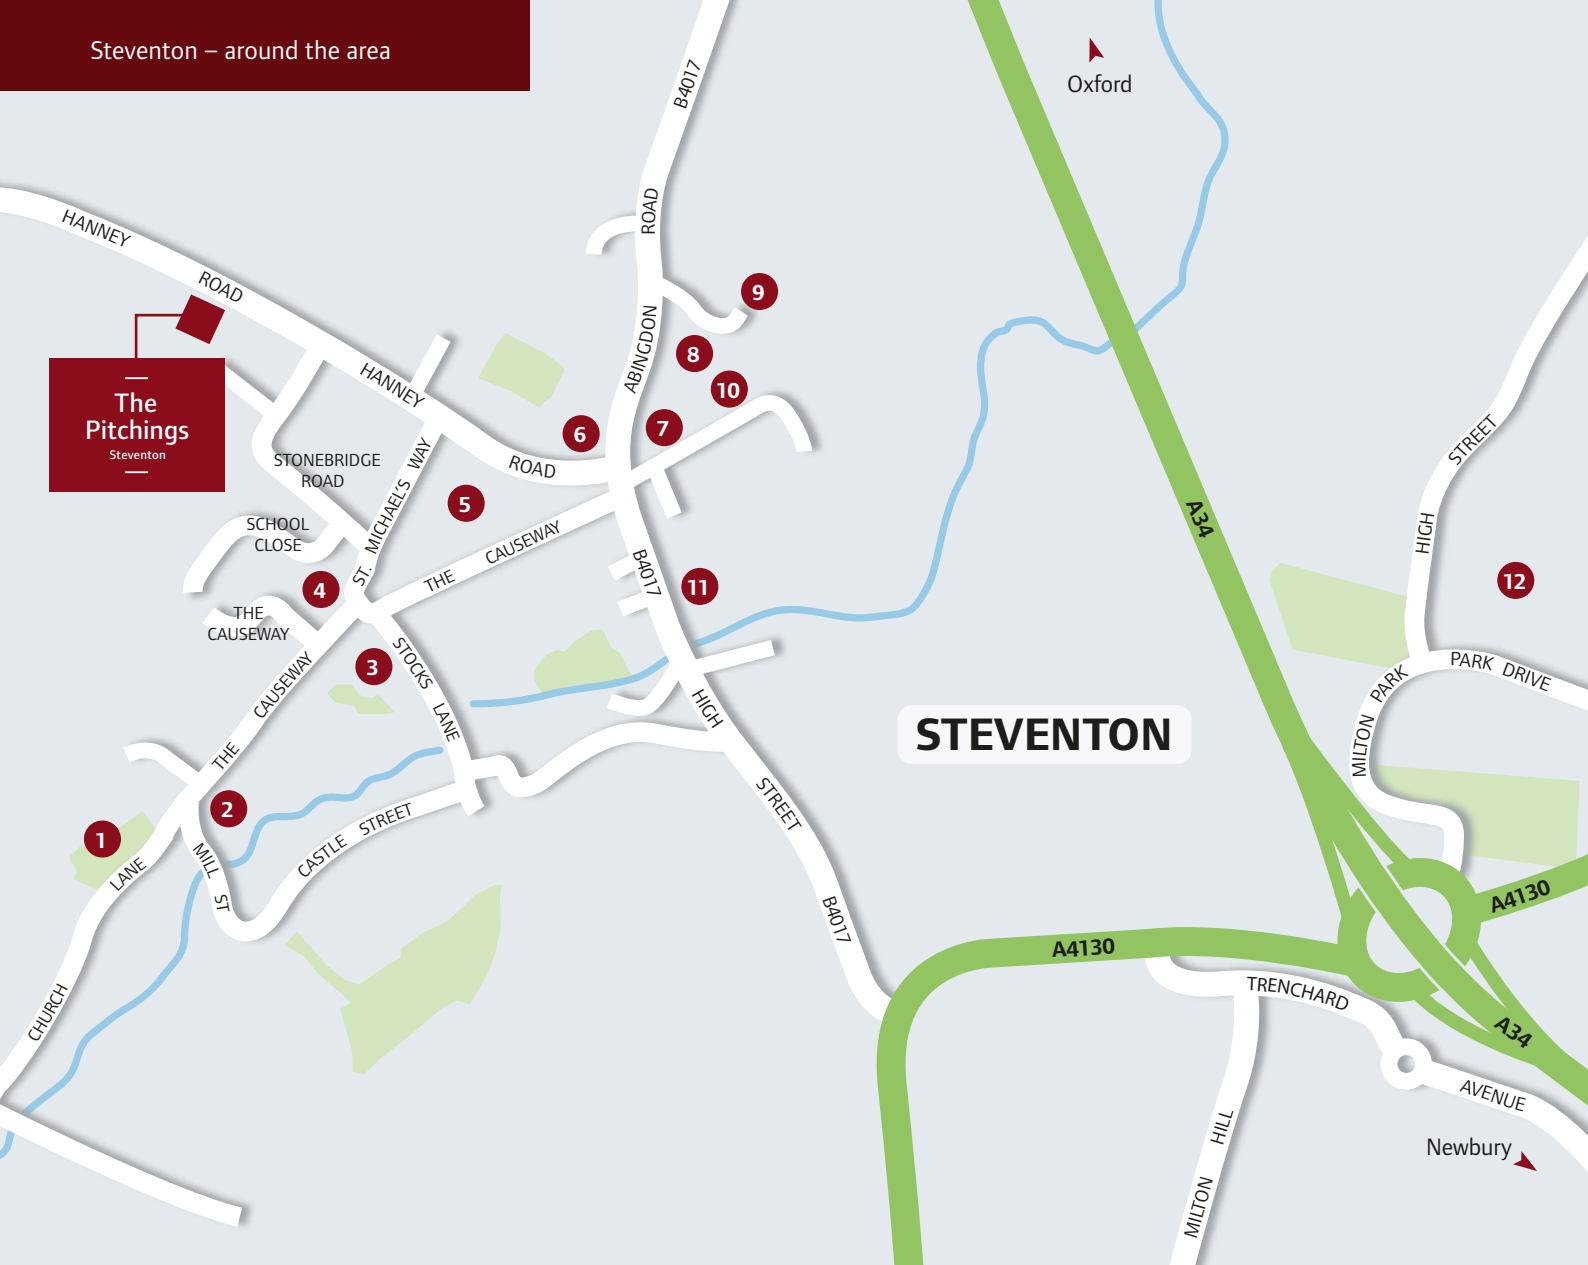 Steventon – around the area
Oxford
B4017
ABINGDON ROAD
HANNEY ROAD
The
Pitchings
Steventon
HANNEY ROAD
STONEBRIDGE
ROAD
ST. MICHAEL'S WAY
SCHOOL
CLOSE
THE CAUSEWAY
THE
CAUSEWAY
THE CAUSEWAY
STOCKS LANE
CASTLE STREET
MILL ST
CHURCH LANE
B4017
HIGH STREET
B4017
STEVENTON
A34
HIGH STREET
PARK DRIVE
MILTON PARK
A4130
A4130
A34
TRENCHARD AVENUE
MILTON HILL
Newbury
1
2
3
4
5
6
7
8
9
10
11
12